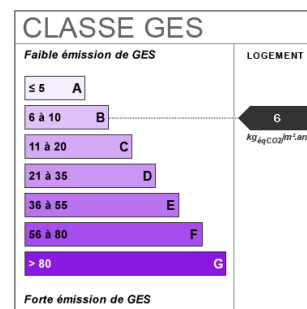 CLASSE GES
Faible émission de GES
LOGEMENT
≤ 5 A
6 à 10 B
6
kgéqCO2/m².an
11 à 20 C
21 à 35 D
36 à 55 E
56 à 80 F
> 80 G
Forte émission de GES